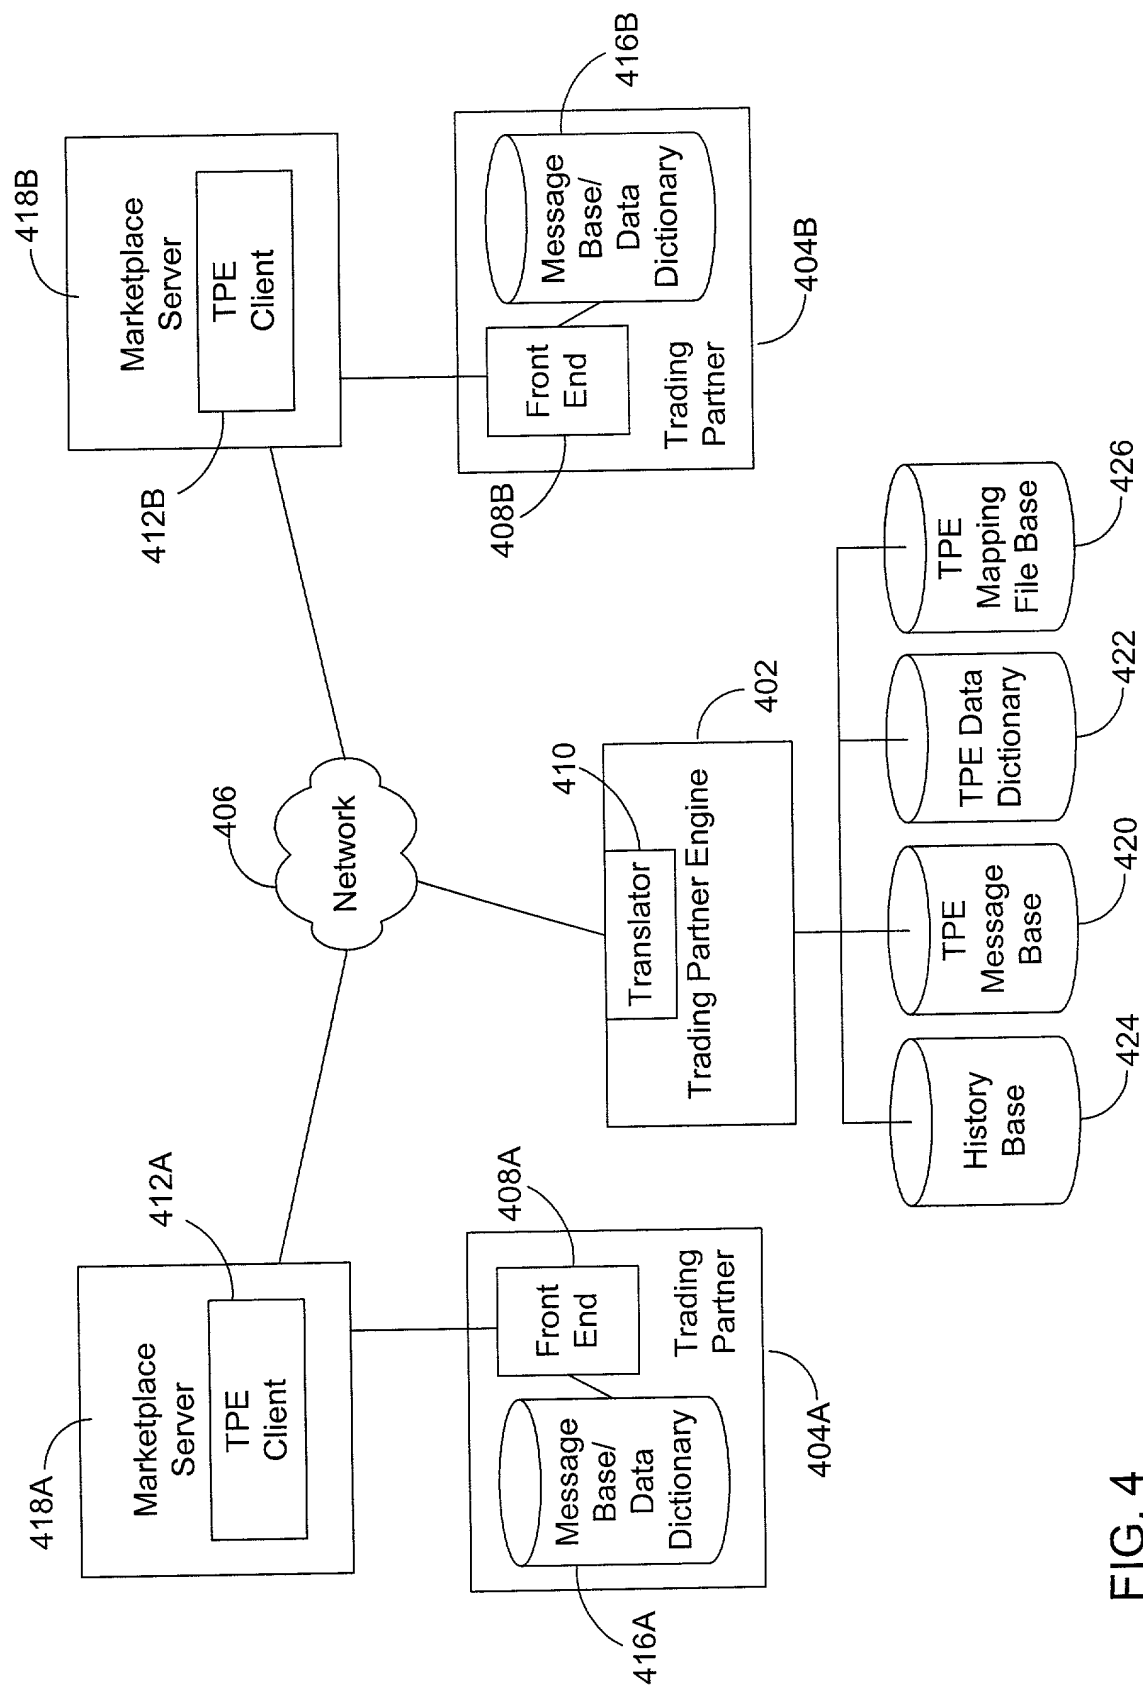 418A
Marketplace
Server
TPE
Client
412A
406
Network
418B
Marketplace
Server
TPE
Client
412B
416A
Message
Base/
Data
Dictionary
Front
End
408A
Trading
Partner
404A
Translator
410
Trading Partner Engine
402
408B
Front
End
Message
Base/
Data
Dictionary
416B
Trading
Partner
404B
History
Base
424
TPE
Message
Base
420
TPE Data
Dictionary
422
TPE
Mapping
File Base
426
FIG. 4